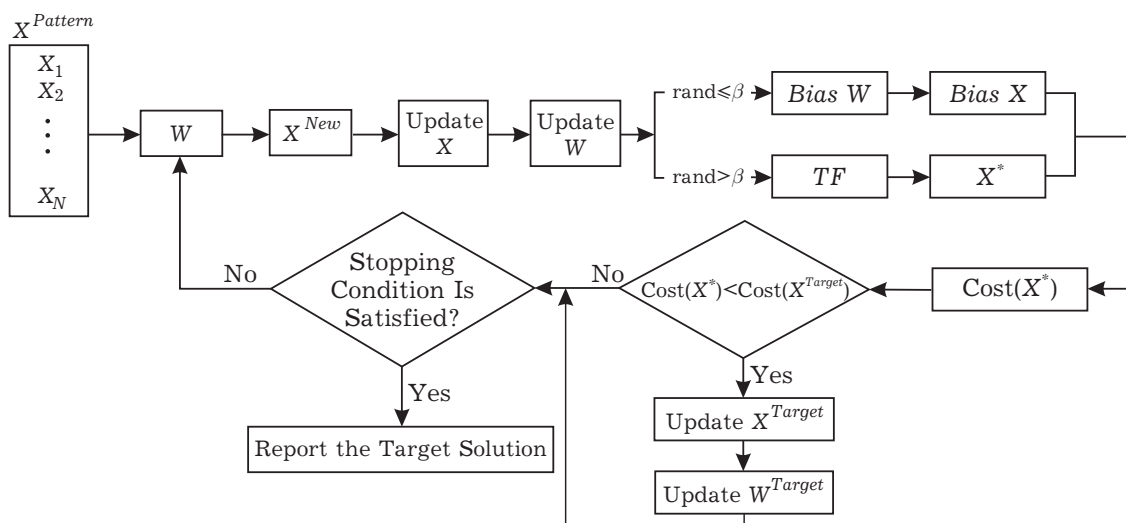 X^Pattern
X_1
X_2
X_N
W
X^New
Update
X
Update
W
rand⩽β
Bias W
Bias X
rand>β
TF
X^*
Stopping
Condition Is
Satisfied?
No
Yes
Report the Target Solution
No
Cost(X^*)<Cost(X^Target)
Cost(X^*)
Yes
Update X^Target
Update W^Target